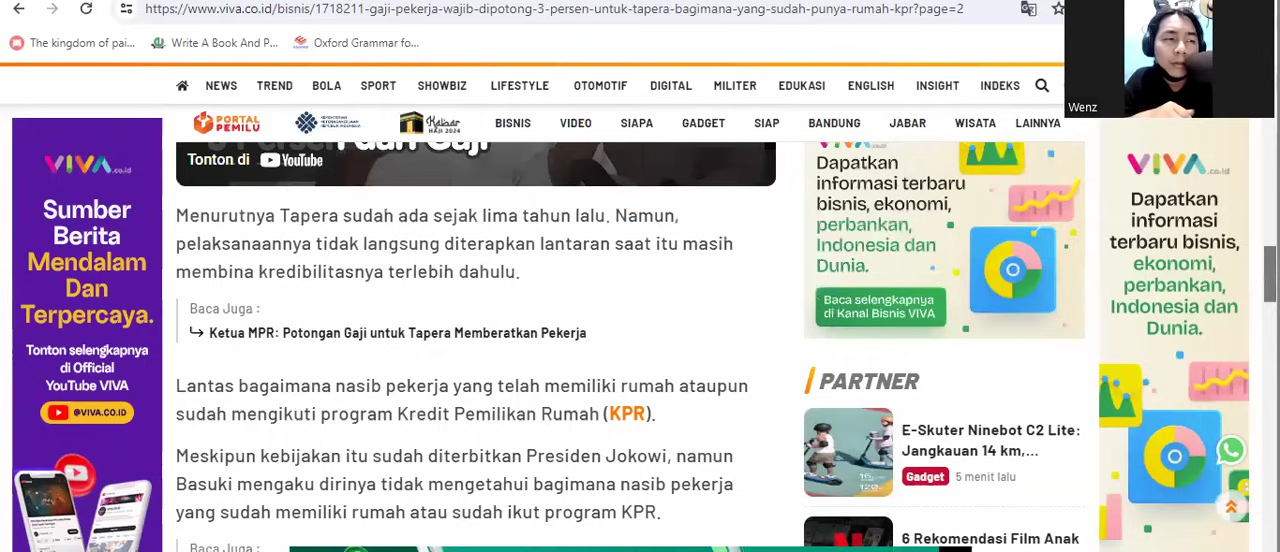 https://www.viva.co.id/bisnis/1718211-gaji-pekerja-wajib-dipotong-3-persen-untuk-tapera-bagaimana-yang-sudah-punya-rumah-kpr?page=2
The kingdom of pai...
Write A Book And P...
Oxford Grammar fo...
Wenz
NEWS TREND BOLA SPORT SHOWBIZ LIFESTYLE OTOMOTIF DIGITAL MILITER EDUKASI ENGLISH INSIGHT INDEKS
PORTAL PEMILU
BISNIS VIDEO SIAPA GADGET SIAP BANDUNG JABAR WISATA LAINNYA
VIVA.co.id
Sumber
Berita
Mendalam
Dan
Terpercaya.
Tonton selengkapnya
di Official
YouTube VIVA
@VIVA.CO.ID
3 Persen dari Gaji
Tonton di YouTube
Menurutnya Tapera sudah ada sejak lima tahun lalu. Namun,
pelaksanaannya tidak langsung diterapkan lantaran saat itu masih
membina kredibilitasnya terlebih dahulu.
Baca Juga :
Ketua MPR: Potongan Gaji untuk Tapera Memberatkan Pekerja
Lantas bagaimana nasib pekerja yang telah memiliki rumah ataupun
sudah mengikuti program Kredit Pemilikan Rumah (KPR).
Meskipun kebijakan itu sudah diterbitkan Presiden Jokowi, namun
Basuki mengaku dirinya tidak mengetahui bagaimana nasib pekerja
yang sudah memiliki rumah atau sudah ikut program KPR.
Baca Juga :
Dapatkan
informasi terbaru
bisnis, ekonomi,
perbankan,
Indonesia dan
Dunia.
Baca selengkapnya
di Kanal Bisnis VIVA
PARTNER
E-Skuter Ninebot C2 Lite:
Jangkauan 14 km,...
Gadget 5 menit lalu
6 Rekomendasi Film Anak
VIVA.co.id
Dapatkan
informasi
terbaru bisnis,
ekonomi,
perbankan,
Indonesia dan
Dunia.